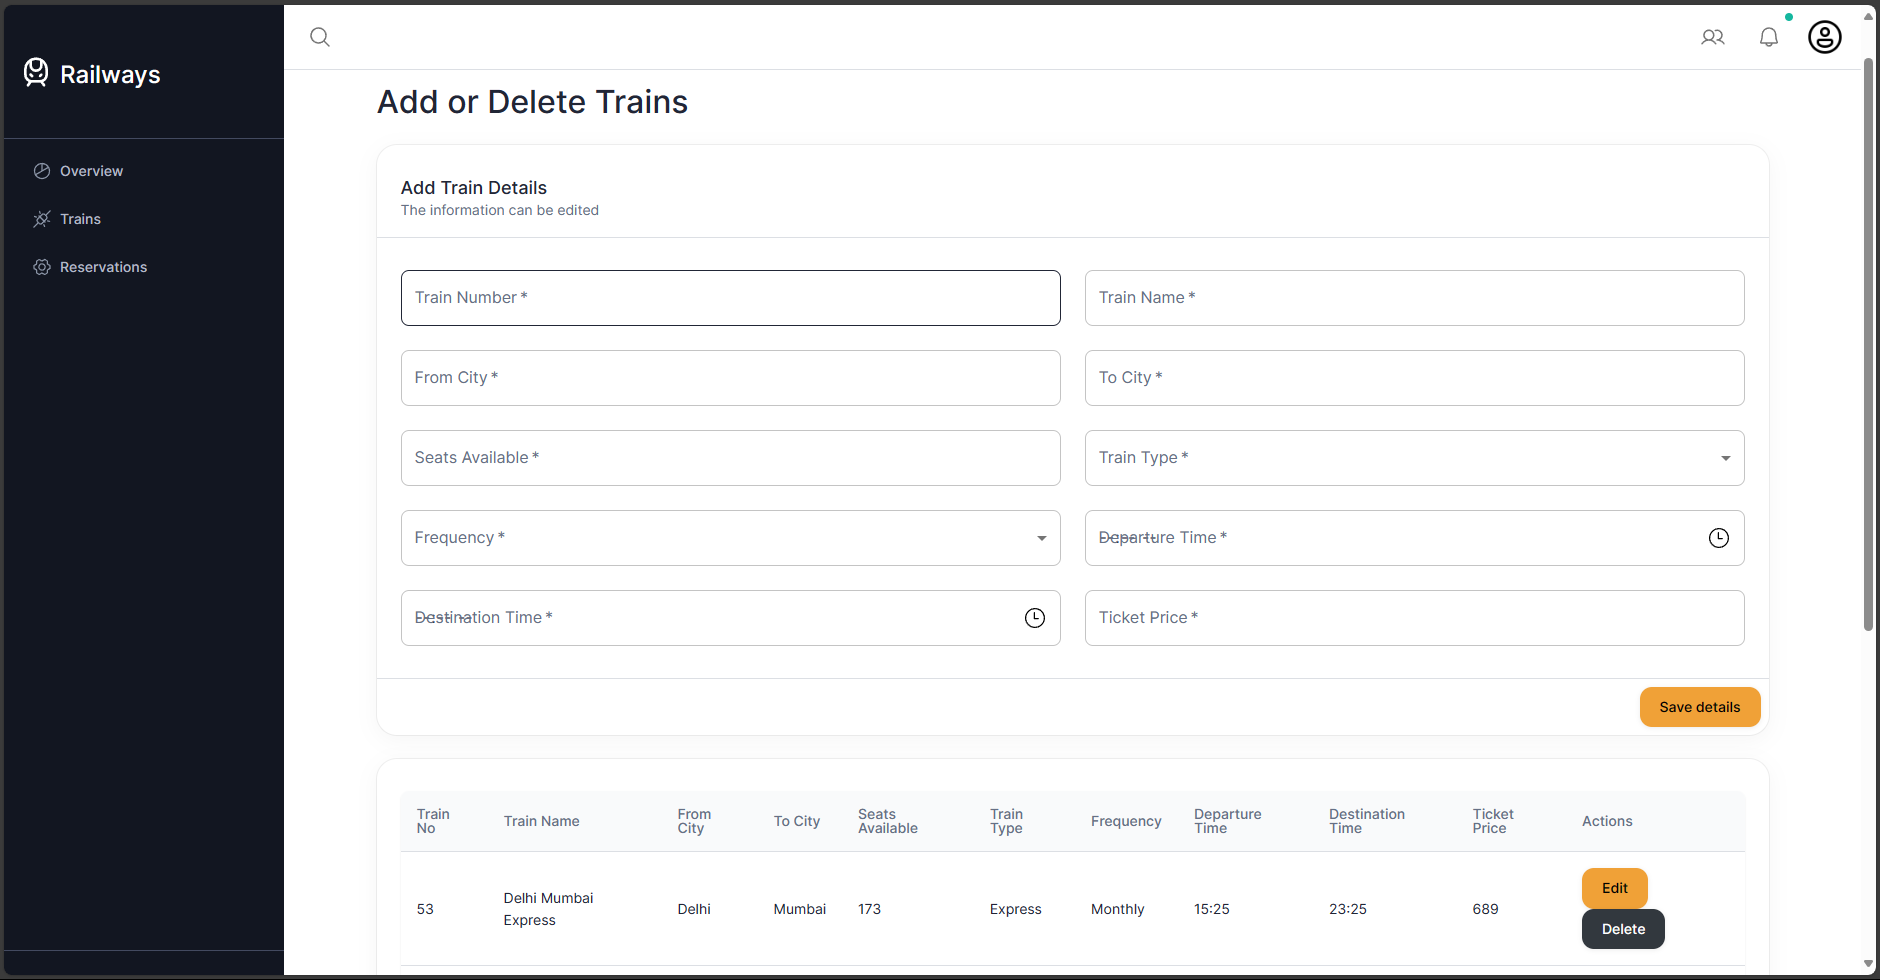 Railways
Overview
Trains
Reservations
Add or Delete Trains
Add Train Details
The information can be edited
Train Number *
Train Name *
From City *
To City *
Seats Available *
Train Type *
Frequency *
Departure Time *
Destination Time *
Ticket Price *
Save details
Train No
Train Name
From City
To City
Seats Available
Train Type
Frequency
Departure Time
Destination Time
Ticket Price
Actions
53
Delhi Mumbai
Express
Delhi
Mumbai
173
Express
Monthly
15:25
23:25
689
Edit
Delete